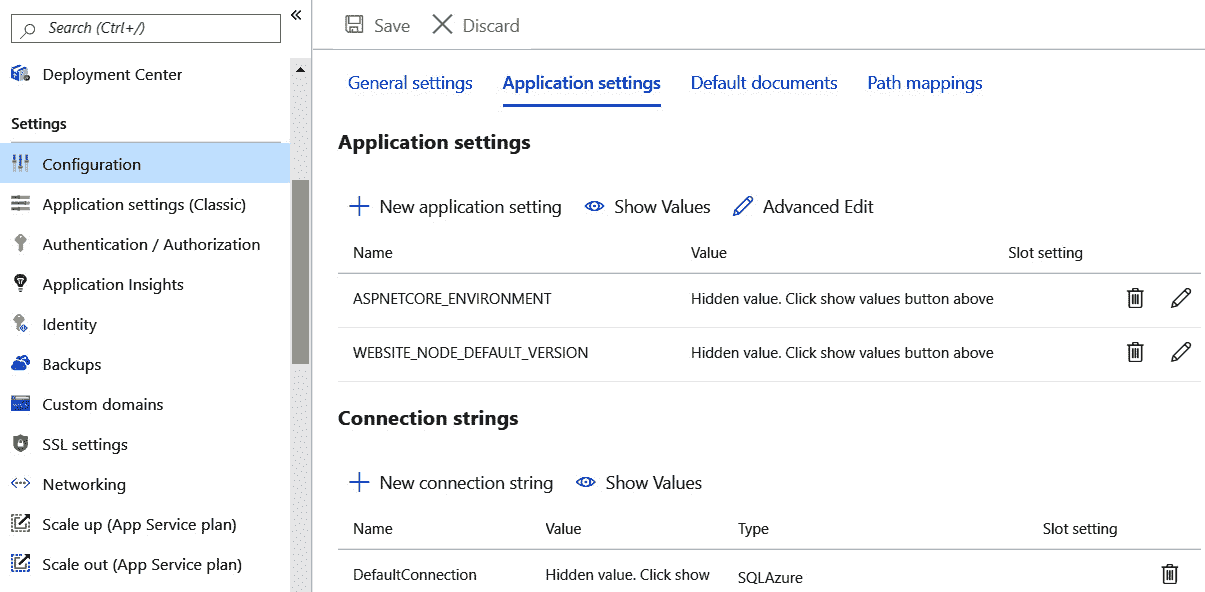 Search (Ctrl+/)
«
Deployment Center
Settings
Configuration
Application settings (Classic)
Authentication / Authorization
Application Insights
Identity
Backups
Custom domains
SSL settings
Networking
Scale up (App Service plan)
Scale out (App Service plan)
Save Discard
General settings Application settings Default documents Path mappings
Application settings
New application setting Show Values Advanced Edit
Name Value Slot setting
ASPNETCORE_ENVIRONMENT Hidden value. Click show values button above
WEBSITE_NODE_DEFAULT_VERSION Hidden value. Click show values button above
Connection strings
New connection string Show Values
Name Value Type Slot setting
DefaultConnection Hidden value. Click show SQLAzure